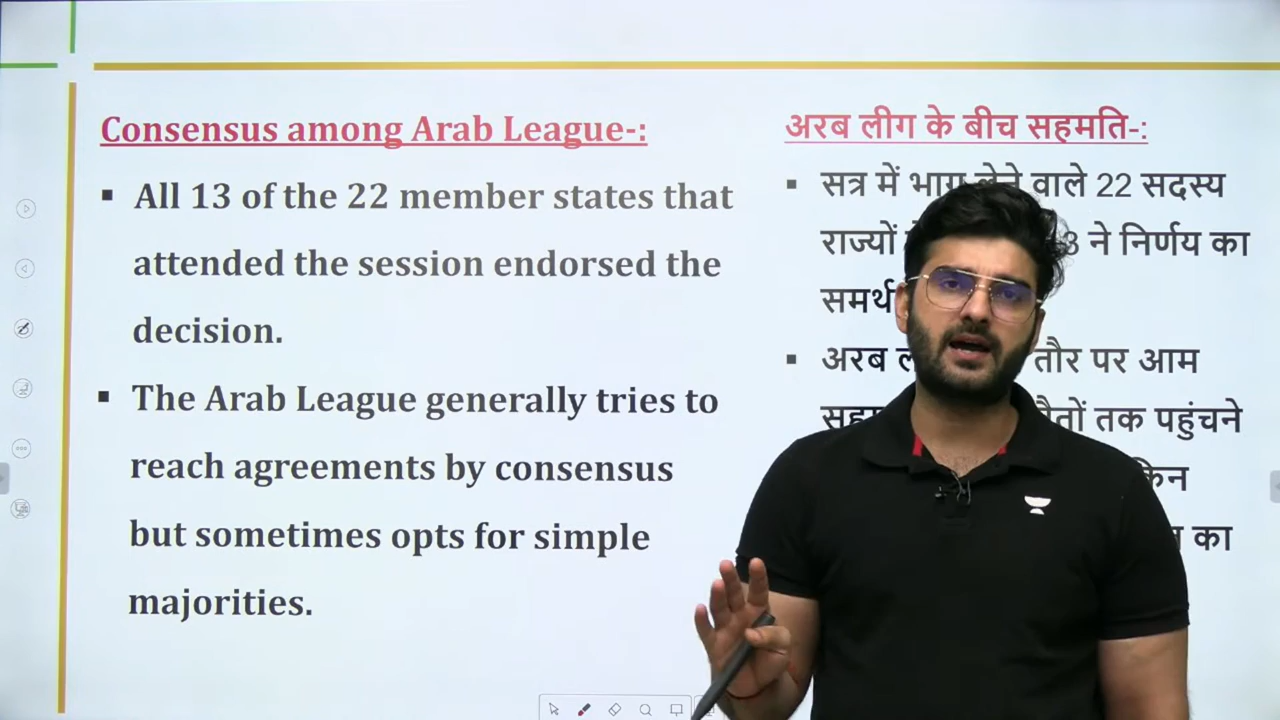 Consensus among Arab League-:
▪ All 13 of the 22 member states that
attended the session endorsed the
decision.
▪ The Arab League generally tries to
reach agreements by consensus
but sometimes opts for simple
majorities.
अरब लीग के बीच सहमति-:
▪ सत्र में भाग लेने वाले 22 सदस्य
राज्यों 3 ने निर्णय का
▪ अरब तौर पर आम
तक पहुंचने
का